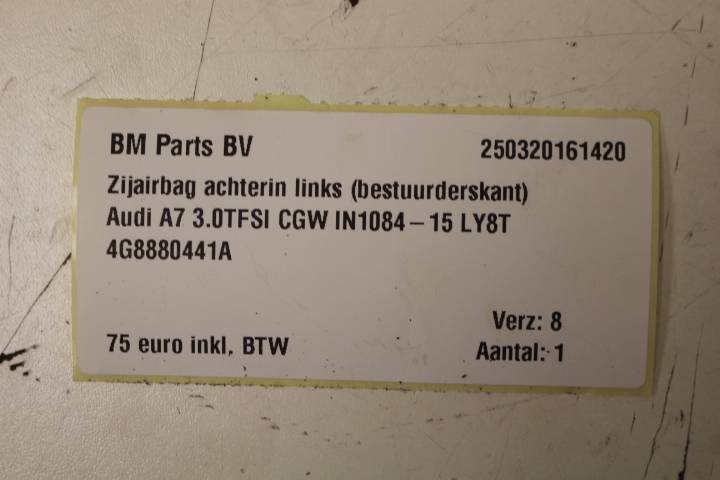 BM Parts BV 250320161420
Zijairbag achterin links (bestuurderskant)
Audi A7 3.0TFSI CGW IN1084-15 LY8T
4G8880441A
Verz: 8
75 euro inkl. BTW Aantal: 1